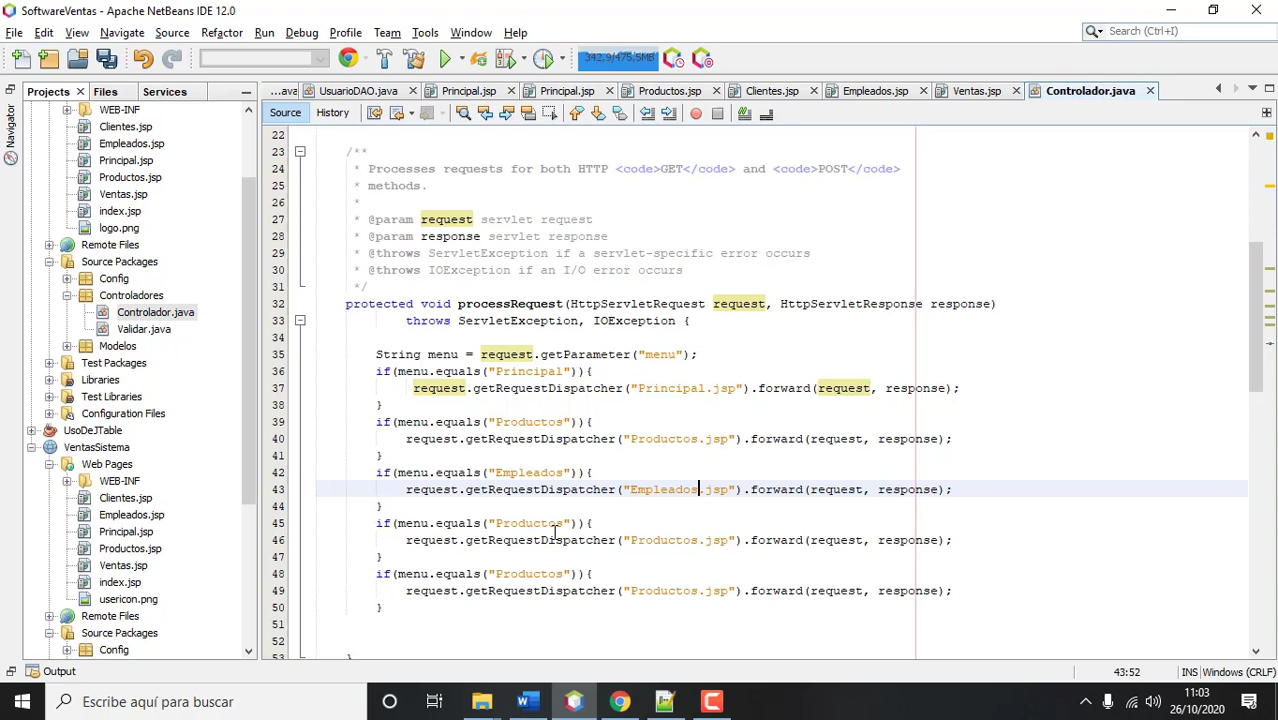 SoftwareVentas - Apache NetBeans IDE 12.0
File Edit View Navigate Source Refactor Run Debug Profile Team Tools Window Help
Search (Ctrl+I)
342,9/475,5MB
Projects Files Services
...ava UsuarioDAO.java Principal.jsp Principal.jsp Productos.jsp Clientes.jsp Empleados.jsp Ventas.jsp Controlador.java
Source History
Navigator
WEB-INF
Clientes.jsp
Empleados.jsp
Principal.jsp
Productos.jsp
Ventas.jsp
index.jsp
logo.png
Remote Files
Source Packages
Config
Controladores
Controlador.java
Validar.java
Modelos
Test Packages
Libraries
Test Libraries
Configuration Files
UsoDeJTable
VentasSistema
Web Pages
WEB-INF
Clientes.jsp
Empleados.jsp
Principal.jsp
Productos.jsp
Ventas.jsp
index.jsp
usericon.png
Remote Files
Source Packages
Config
22
23 /**
24 * Processes requests for both HTTP <code>GET</code> and <code>POST</code>
25 * methods.
26 *
27 * @param request servlet request
28 * @param response servlet response
29 * @throws ServletException if a servlet-specific error occurs
30 * @throws IOException if an I/O error occurs
31 */
32 protected void processRequest(HttpServletRequest request, HttpServletResponse response)
33 throws ServletException, IOException {
34
35 String menu = request.getParameter("menu");
36 if(menu.equals("Principal")){
37 request.getRequestDispatcher("Principal.jsp").forward(request, response);
38 }
39 if(menu.equals("Productos")){
40 request.getRequestDispatcher("Productos.jsp").forward(request, response);
41 }
42 if(menu.equals("Empleados")){
43 request.getRequestDispatcher("Empleados.jsp").forward(request, response);
44 }
45 if(menu.equals("Productos")){
46 request.getRequestDispatcher("Productos.jsp").forward(request, response);
47 }
48 if(menu.equals("Productos")){
49 request.getRequestDispatcher("Productos.jsp").forward(request, response);
50 }
51
52
53 }
Output
43:52 INS Windows (CRLF)
Escribe aquí para buscar
11:03
26/10/2020